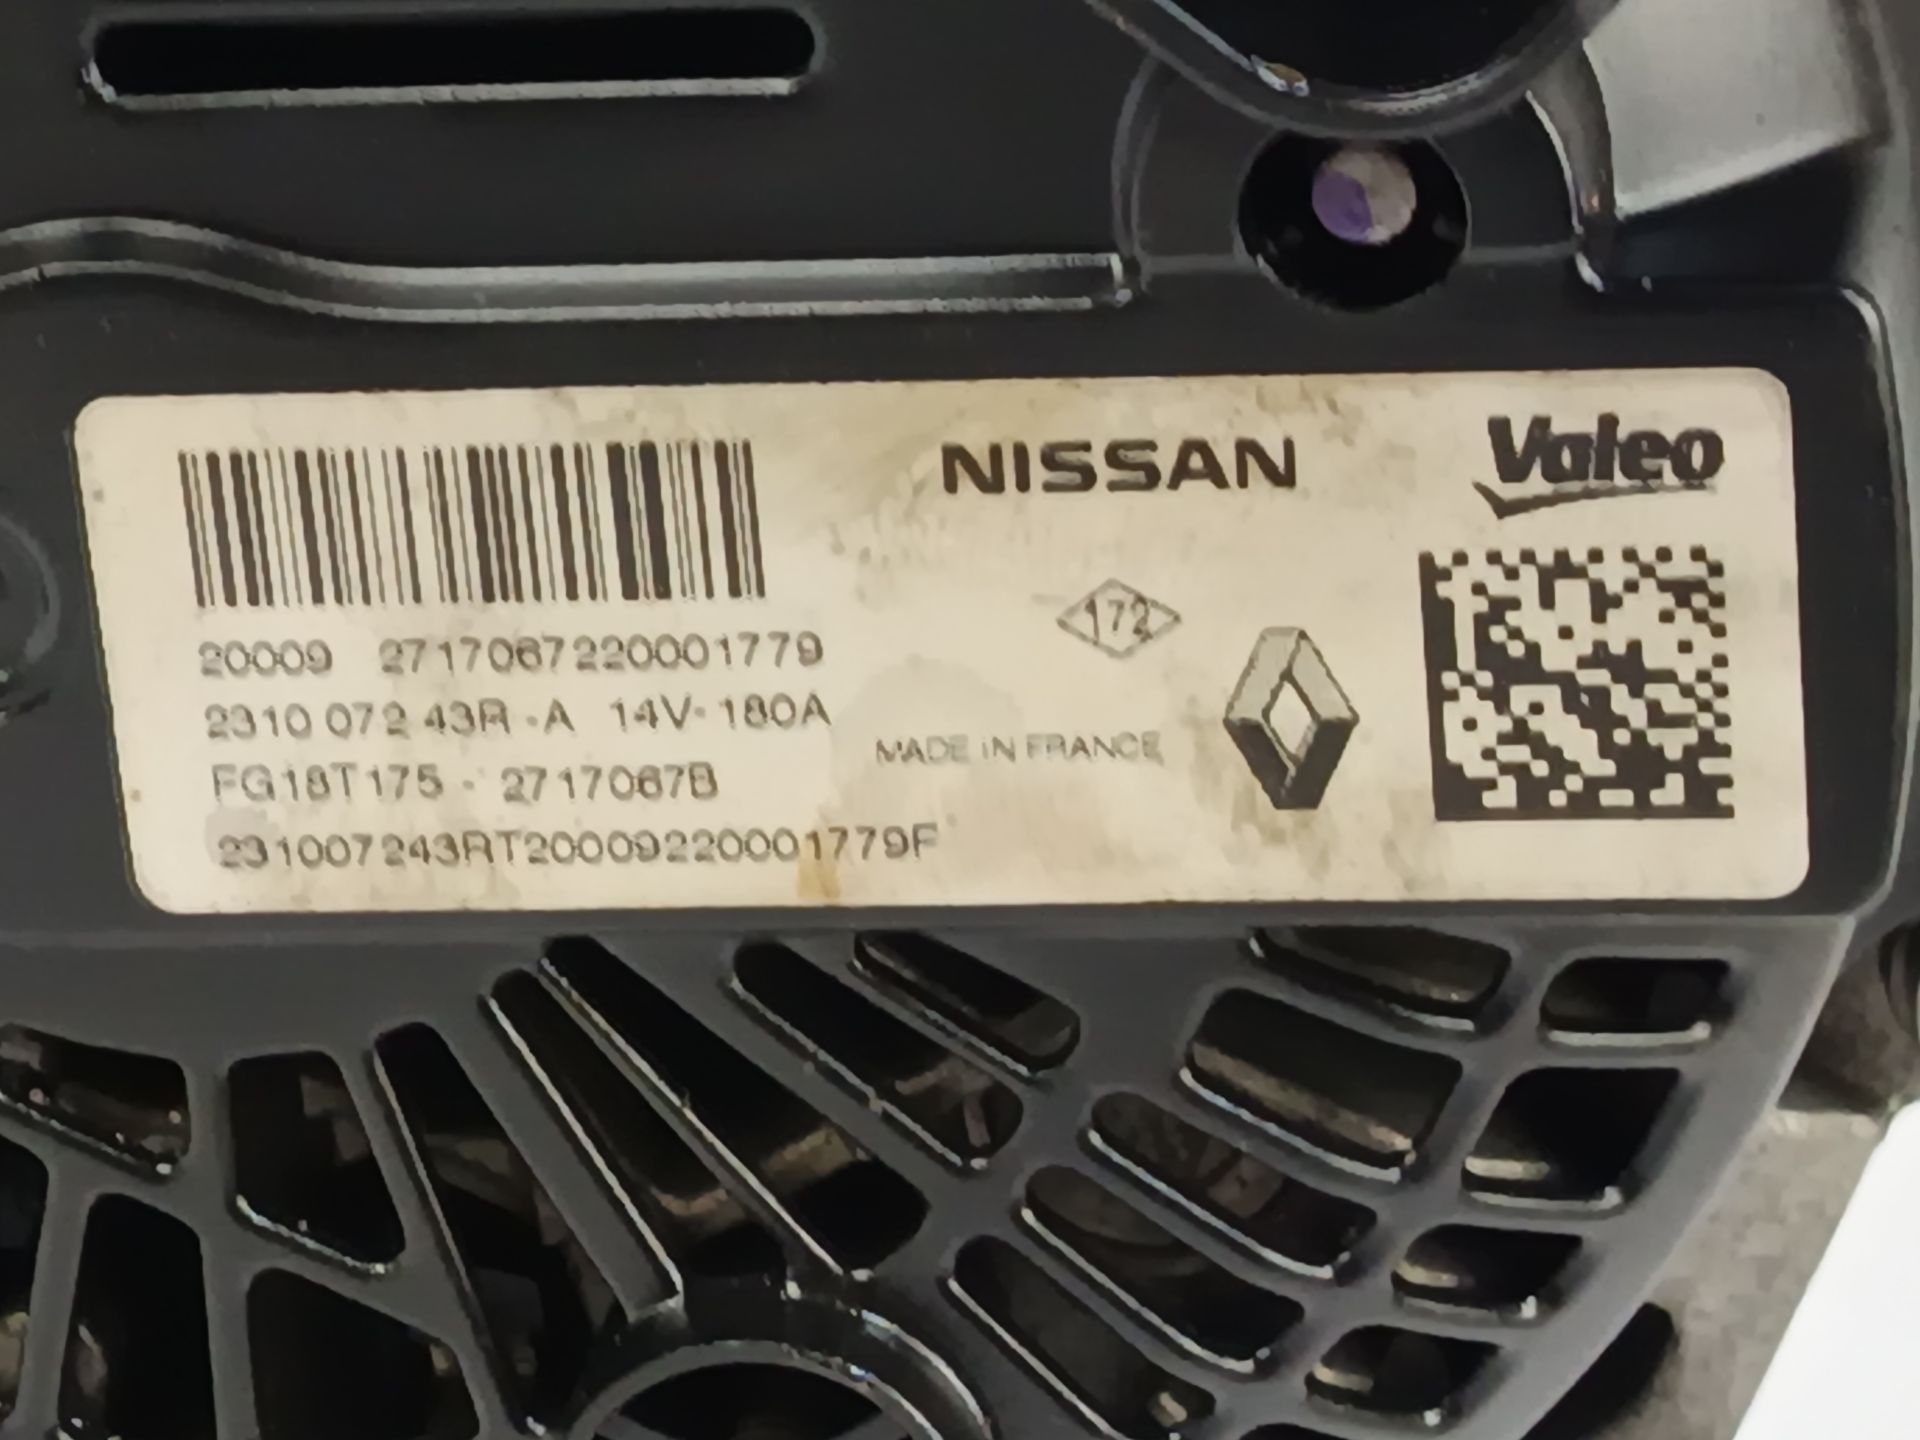 NISSAN
Valeo
172
20009 2717067220001779
2310 072 43R - A 14V- 180A
MADE iN FRANCE
FG18T175 - 2717067B
231007243RT20009220001779F